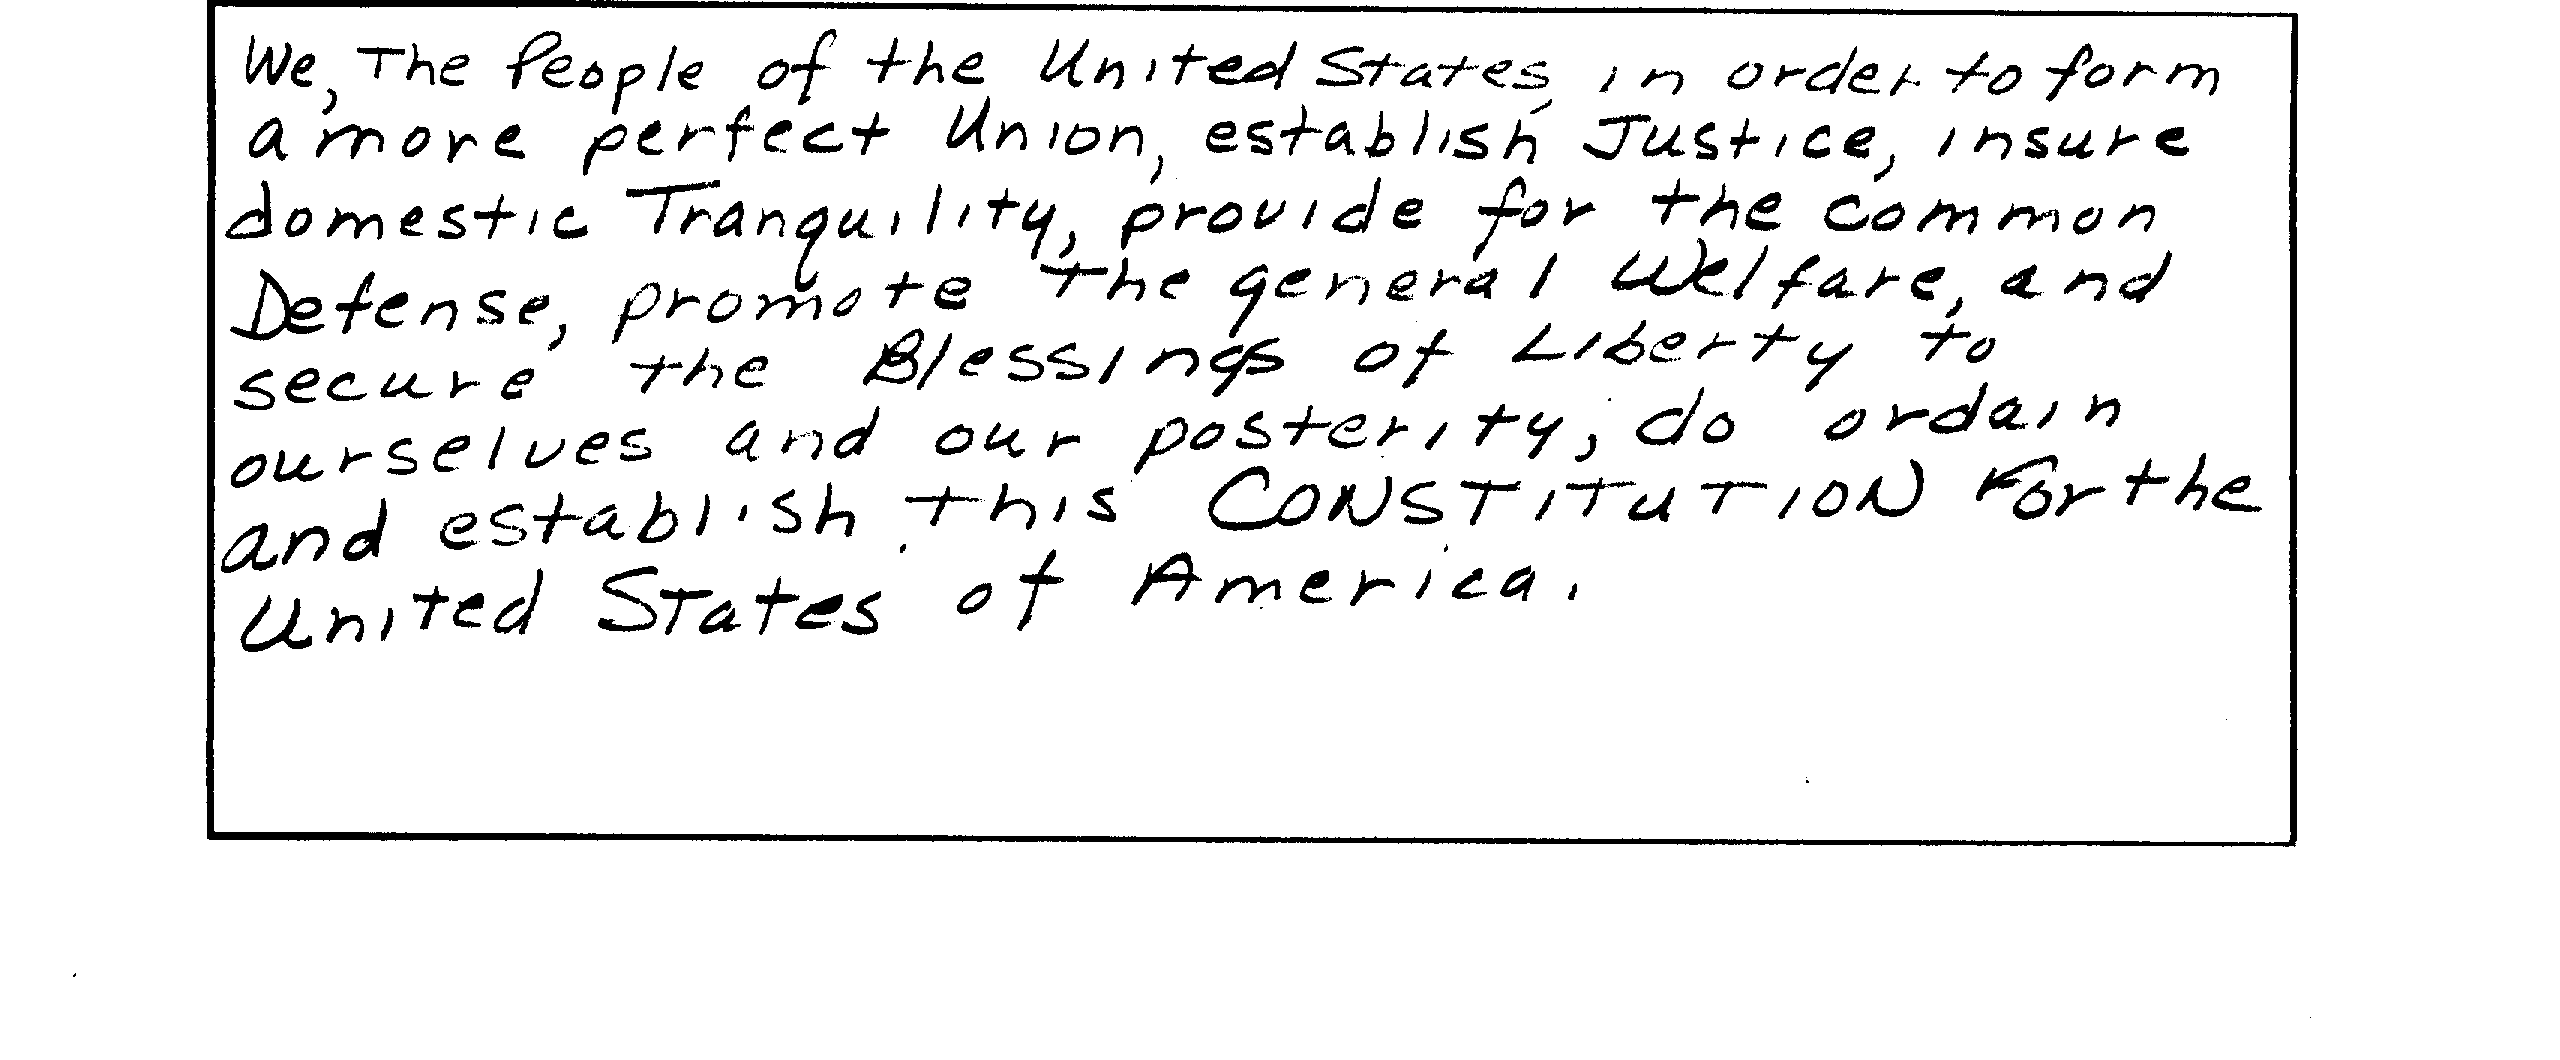 We, The People of the United States, in order to form
a more perfect Union, establish Justice, insure
domestic Tranquility, provide for the common
Defense, promote the general Welfare, and
secure the Blessings of Liberty to
ourselves and our posterity, do ordain
and establish this CONSTITUTION For the
United States of America.